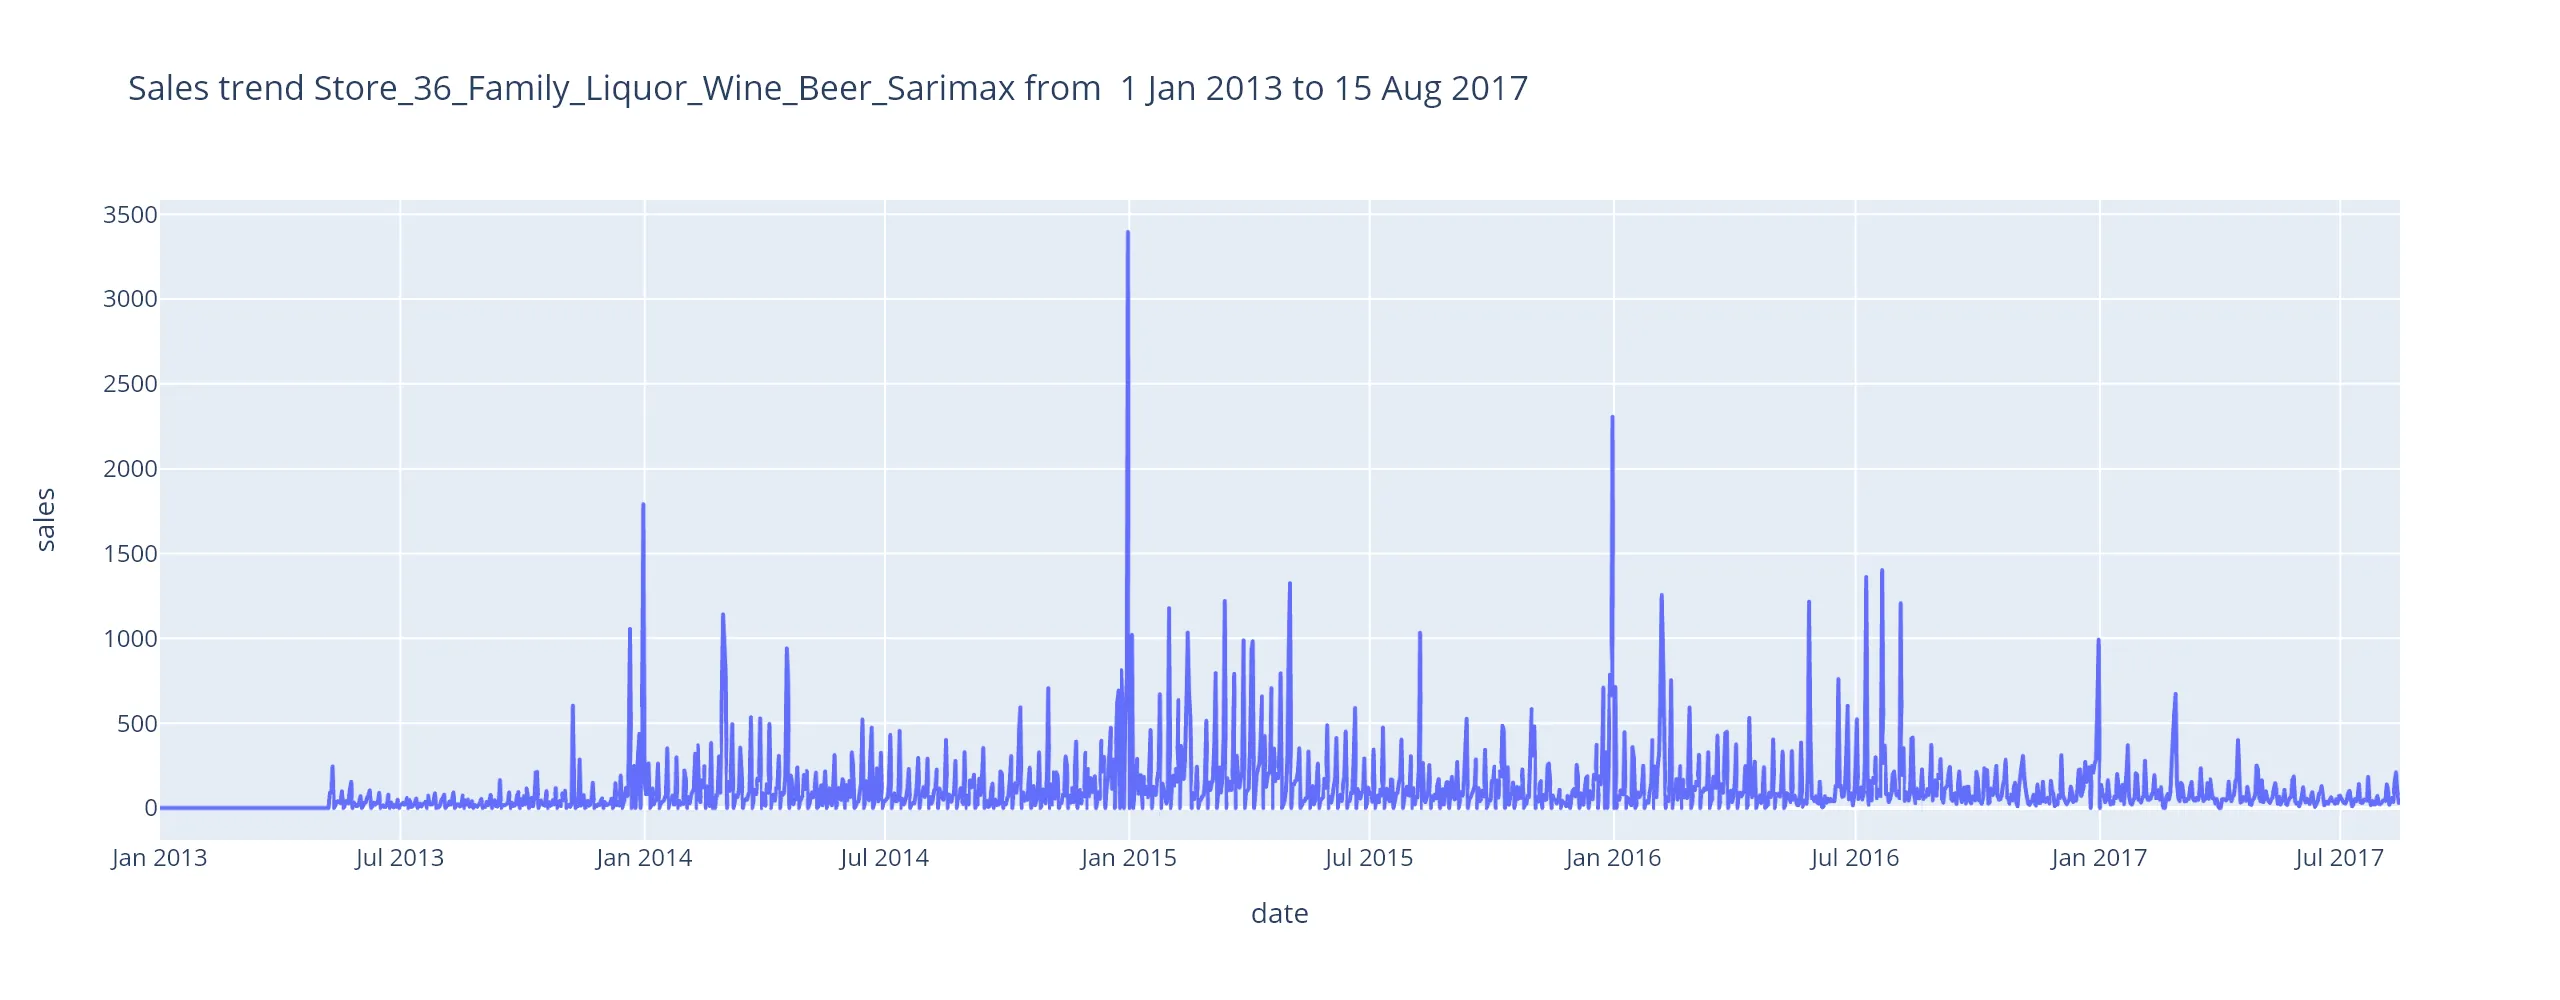 Sales trend Store_36_Family_Liquor_Wine_Beer_Sarimax from  1 Jan 2013 to 15 Aug 2017
3500
3000
2500
2000
1500
1000
500
0
sales
Jan 2013 Jul 2013 Jan 2014 Jul 2014 Jan 2015 Jul 2015 Jan 2016 Jul 2016 Jan 2017 Jul 2017
date